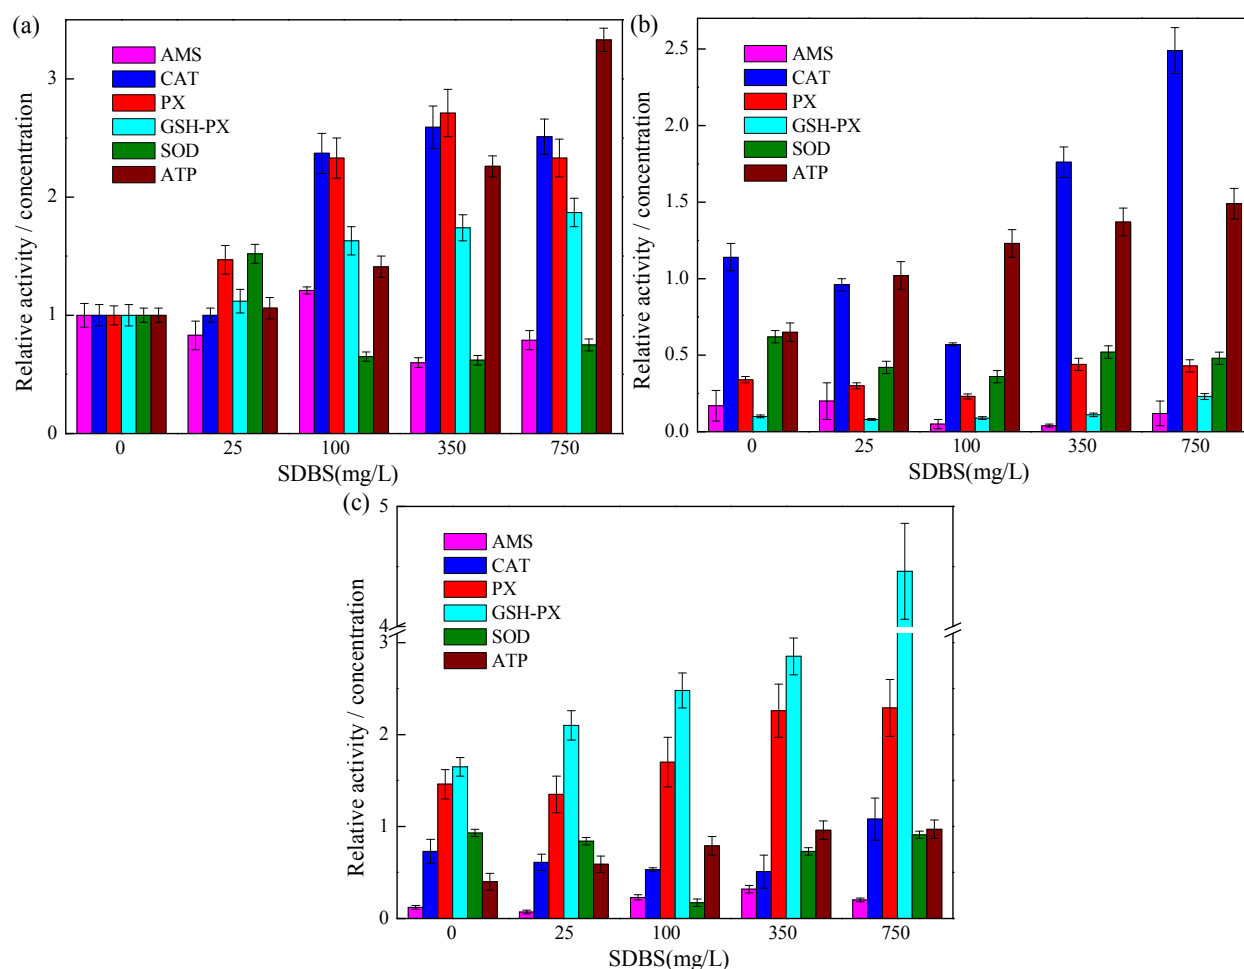 (a)
AMS
CAT
PX
GSH-PX
SOD
ATP
Relative activity / concentration
3
2
1
0
0 25 100 350 750
SDBS(mg/L)
(b)
AMS
CAT
PX
GSH-PX
SOD
ATP
Relative activity / concentration
2.5
2.0
1.5
1.0
0.5
0.0
0 25 100 350 750
SDBS(mg/L)
(c)
AMS
CAT
PX
GSH-PX
SOD
ATP
Relative activity / concentration
5
4
3
2
1
0
0 25 100 350 750
SDBS(mg/L)